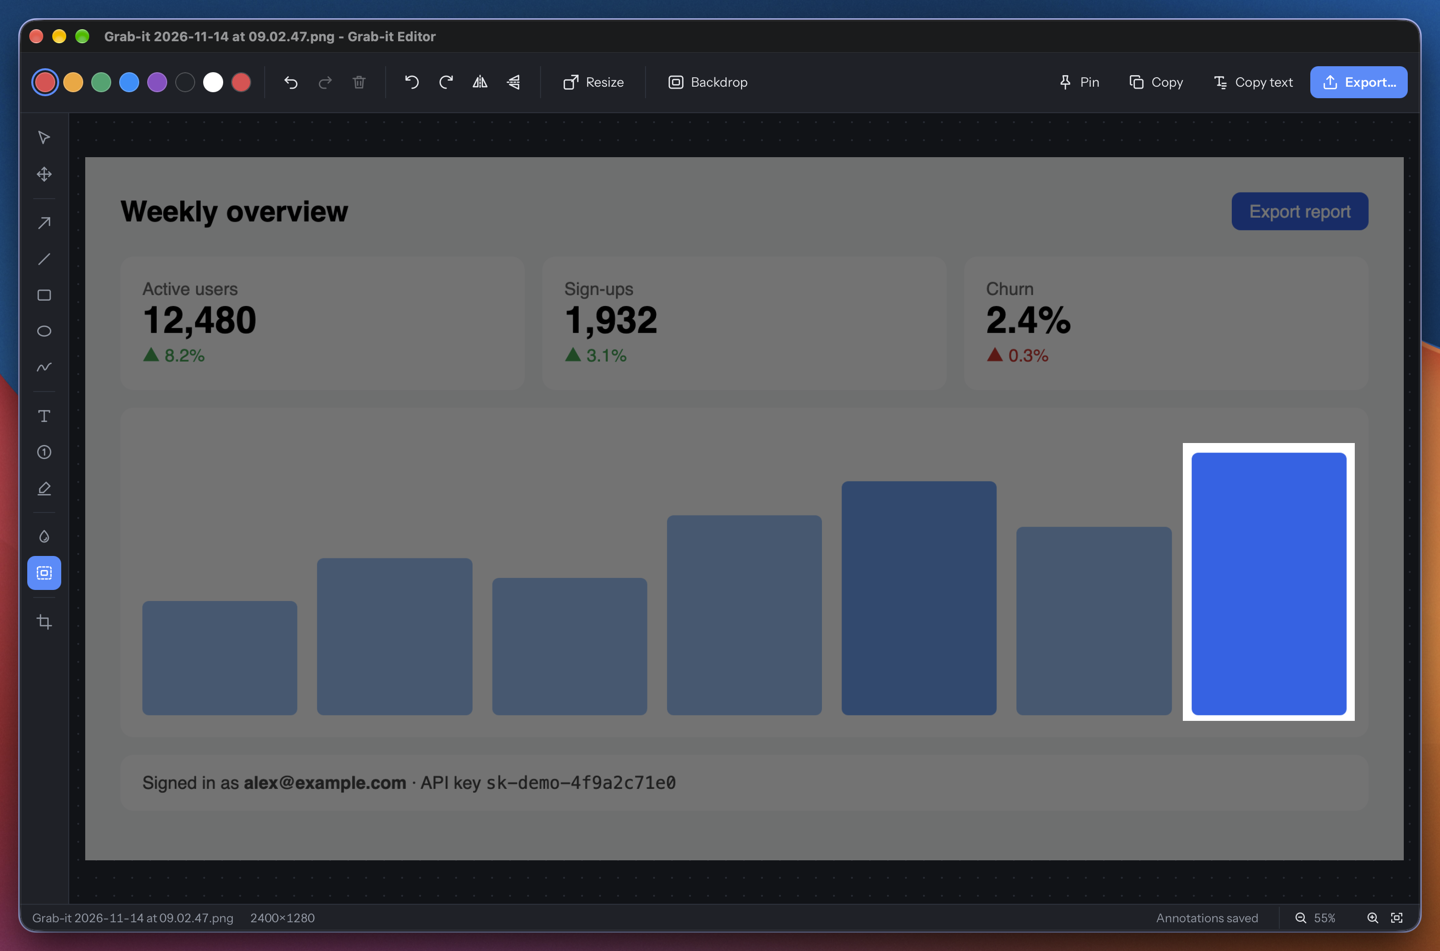 Grab-it 2026-11-14 at 09.02.47.png - Grab-it Editor
Resize
Backdrop
Pin
Copy
Copy text
Export...
Weekly overview
Export report
Active users
12,480
▲ 8.2%
Sign-ups
1,932
▲ 3.1%
Churn
2.4%
▲ 0.3%
Signed in as alex@example.com · API key sk-demo-4f9a2c71e0
Grab-it 2026-11-14 at 09.02.47.png
2400×1280
Annotations saved
55%